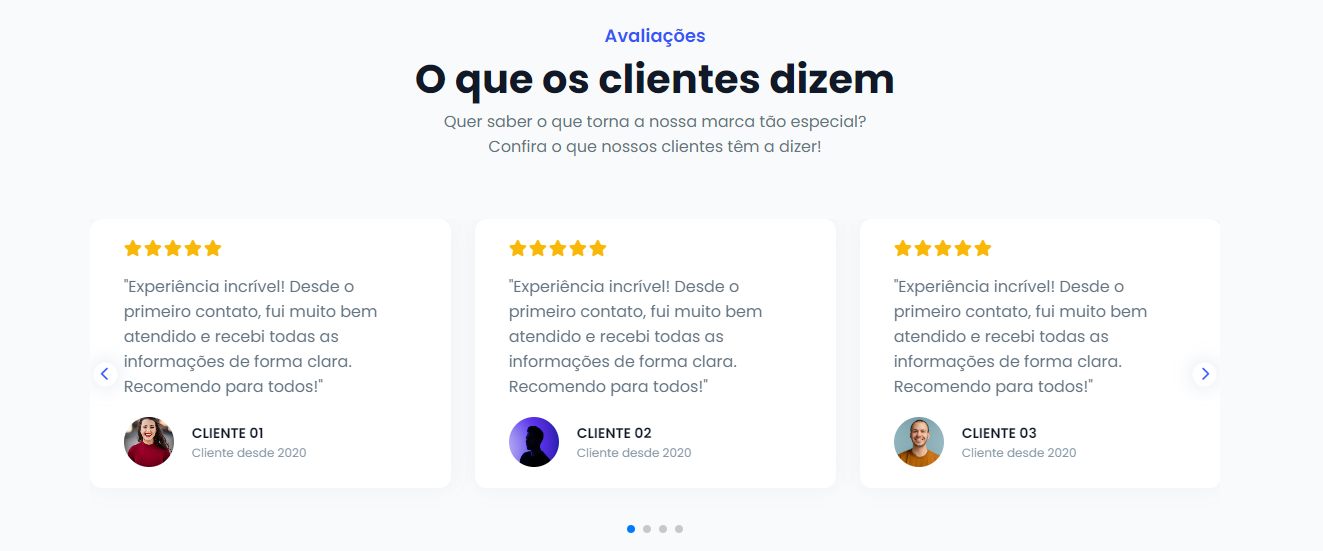 Avaliações
O que os clientes dizem
Quer saber o que torna a nossa marca tão especial?
Confira o que nossos clientes têm a dizer!
"Experiência incrível! Desde o
primeiro contato, fui muito bem
atendido e recebi todas as
informações de forma clara.
Recomendo para todos!"
CLIENTE 01
Cliente desde 2020
"Experiência incrível! Desde o
primeiro contato, fui muito bem
atendido e recebi todas as
informações de forma clara.
Recomendo para todos!"
CLIENTE 02
Cliente desde 2020
"Experiência incrível! Desde o
primeiro contato, fui muito bem
atendido e recebi todas as
informações de forma clara.
Recomendo para todos!"
CLIENTE 03
Cliente desde 2020